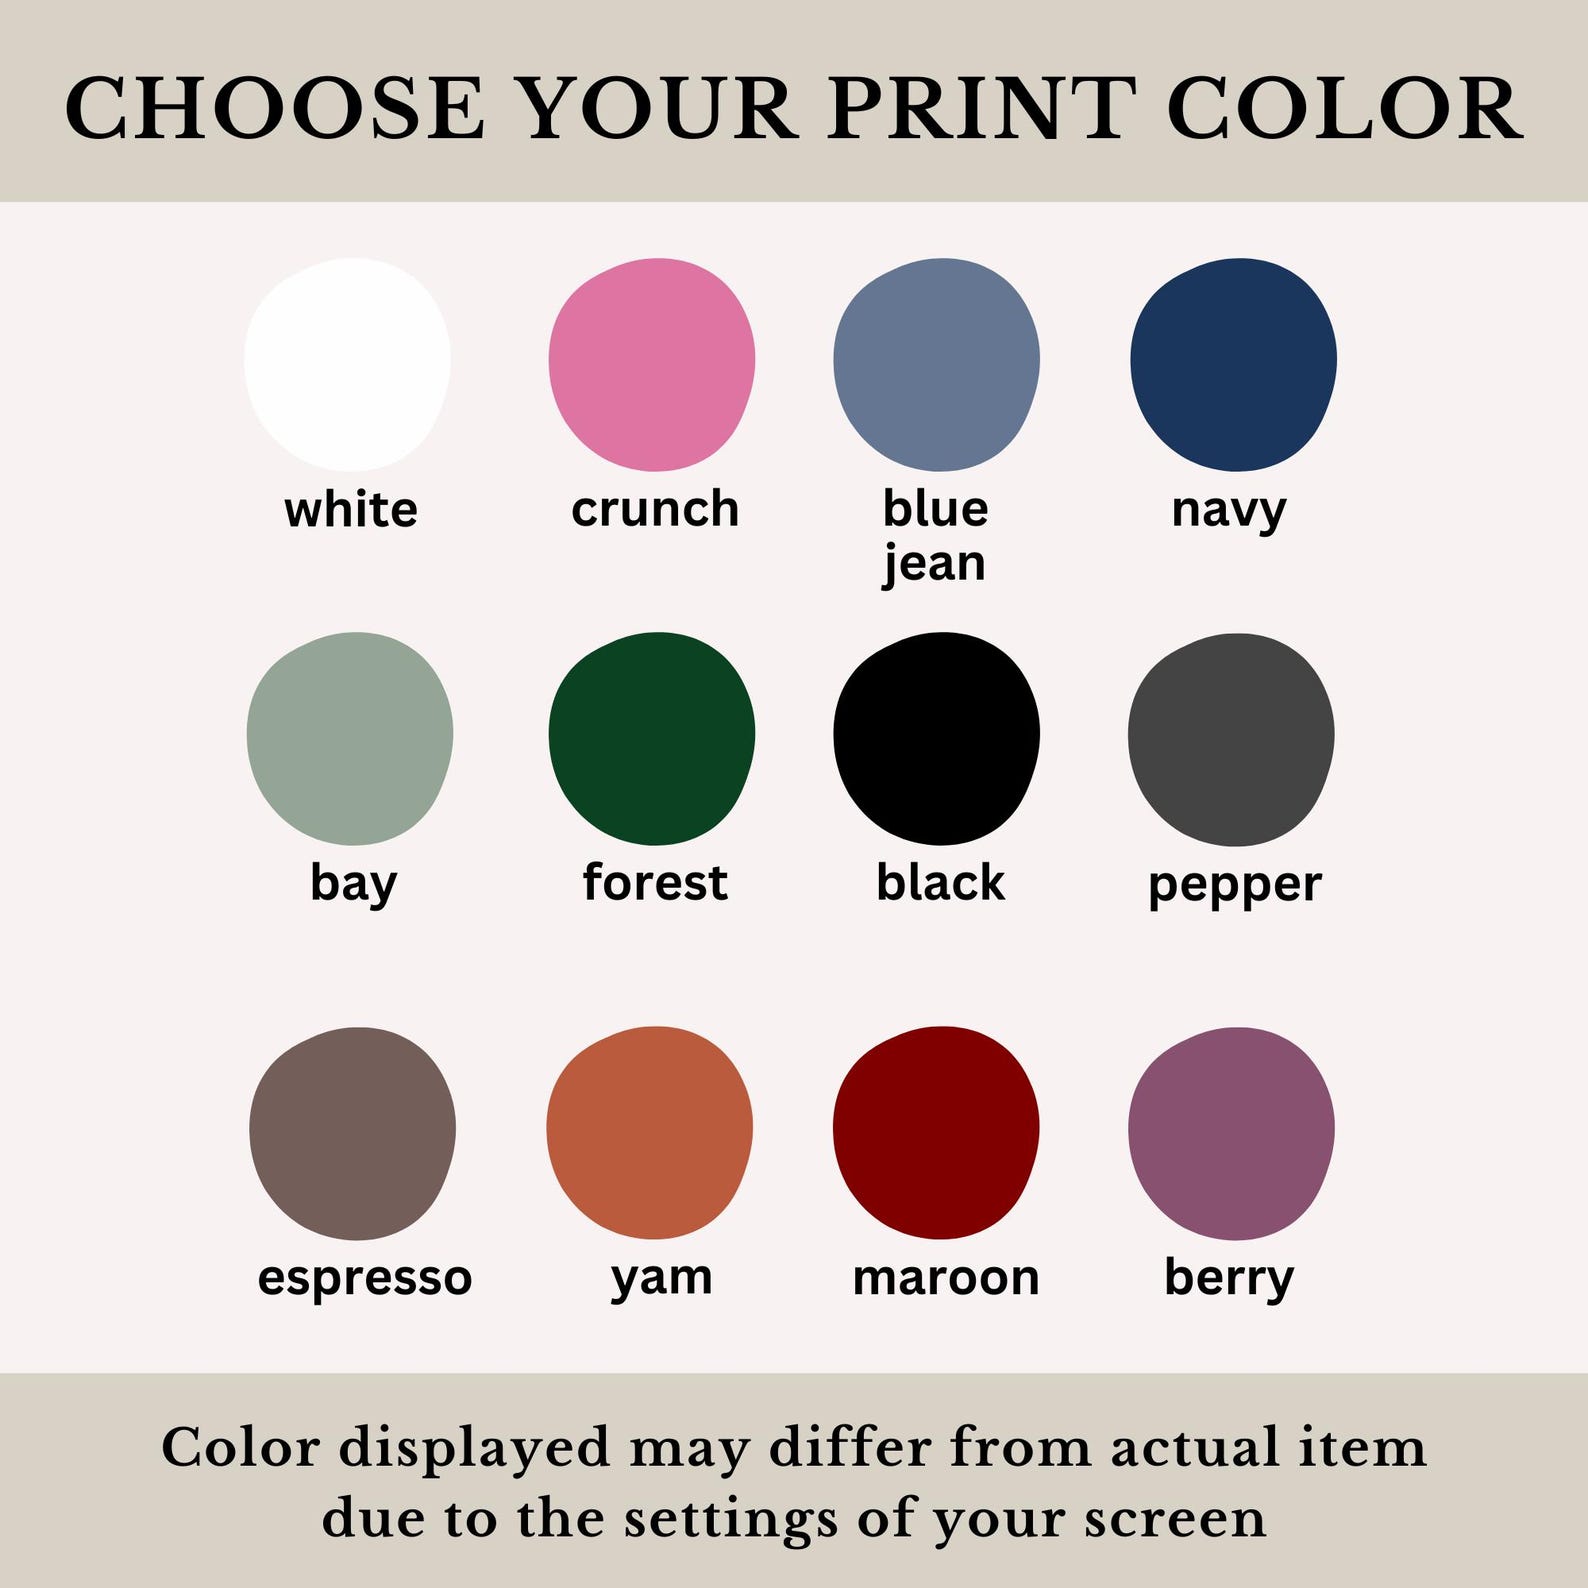 CHOOSE YOUR PRINT COLOR
white
crunch
blue
jean
navy
bay
forest
black
pepper
espresso
yam
maroon
berry
Color displayed may differ from actual item
due to the settings of your screen